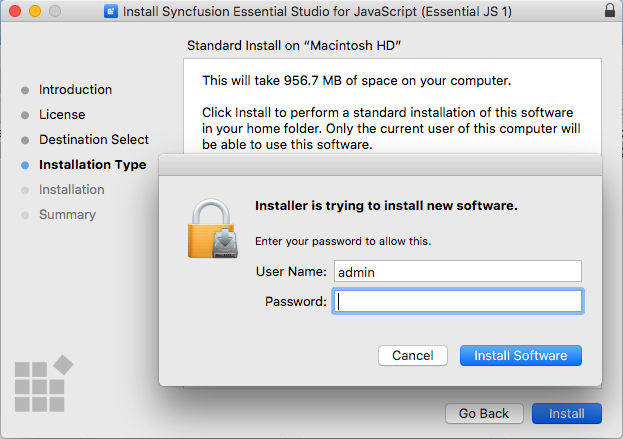 Install Syncfusion Essential Studio for JavaScript (Essential JS 1)
Standard Install on “Macintosh HD”
Introduction
License
Destination Select
Installation Type
Installation
Summary
This will take 956.7 MB of space on your computer.
Click Install to perform a standard installation of this software
in your home folder. Only the current user of this computer will
be able to use this software.
Installer is trying to install new software.
Enter your password to allow this.
User Name: admin
Password:
Cancel
Install Software
Go Back
Install